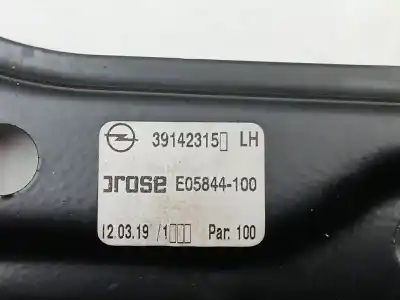 39142315▯ LH
brose E05844-100
12.03.19 /1▯▯▯ Par. 100